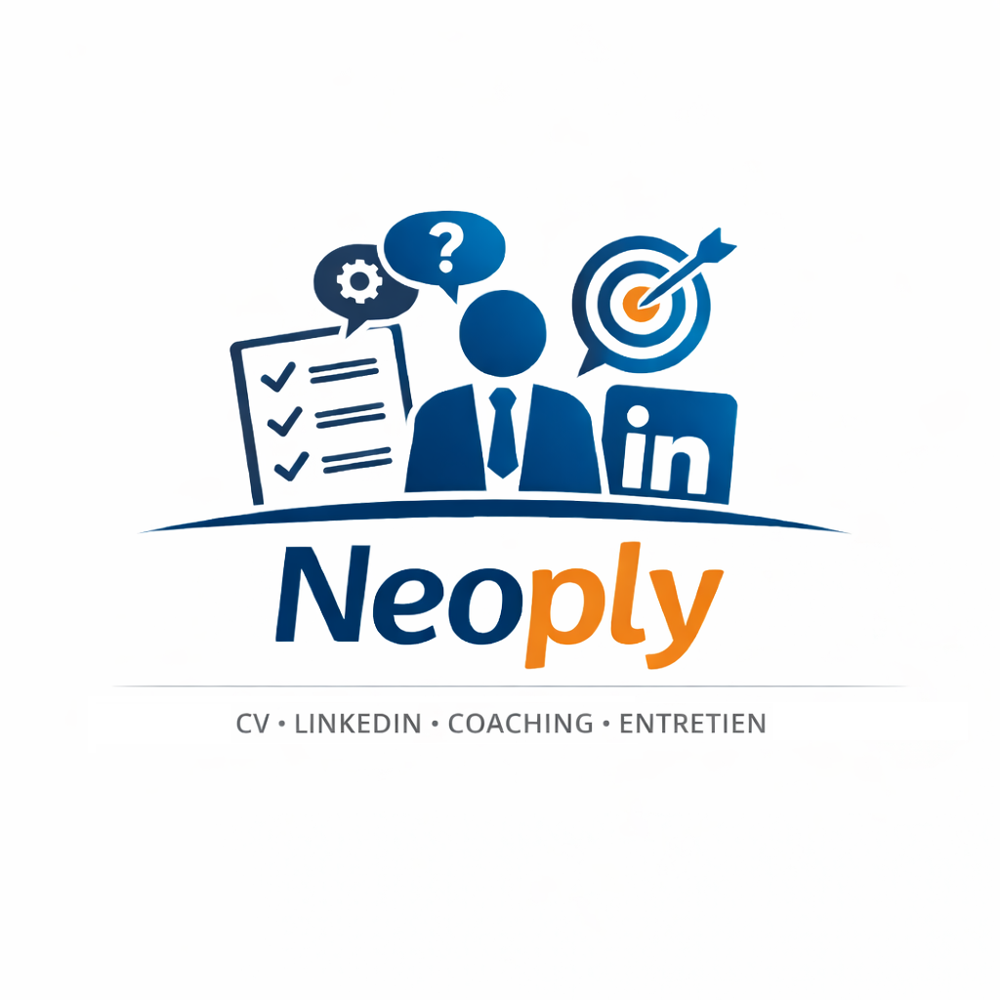 ?
in
Neoply
CV • LINKEDIN • COACHING • ENTRETIEN